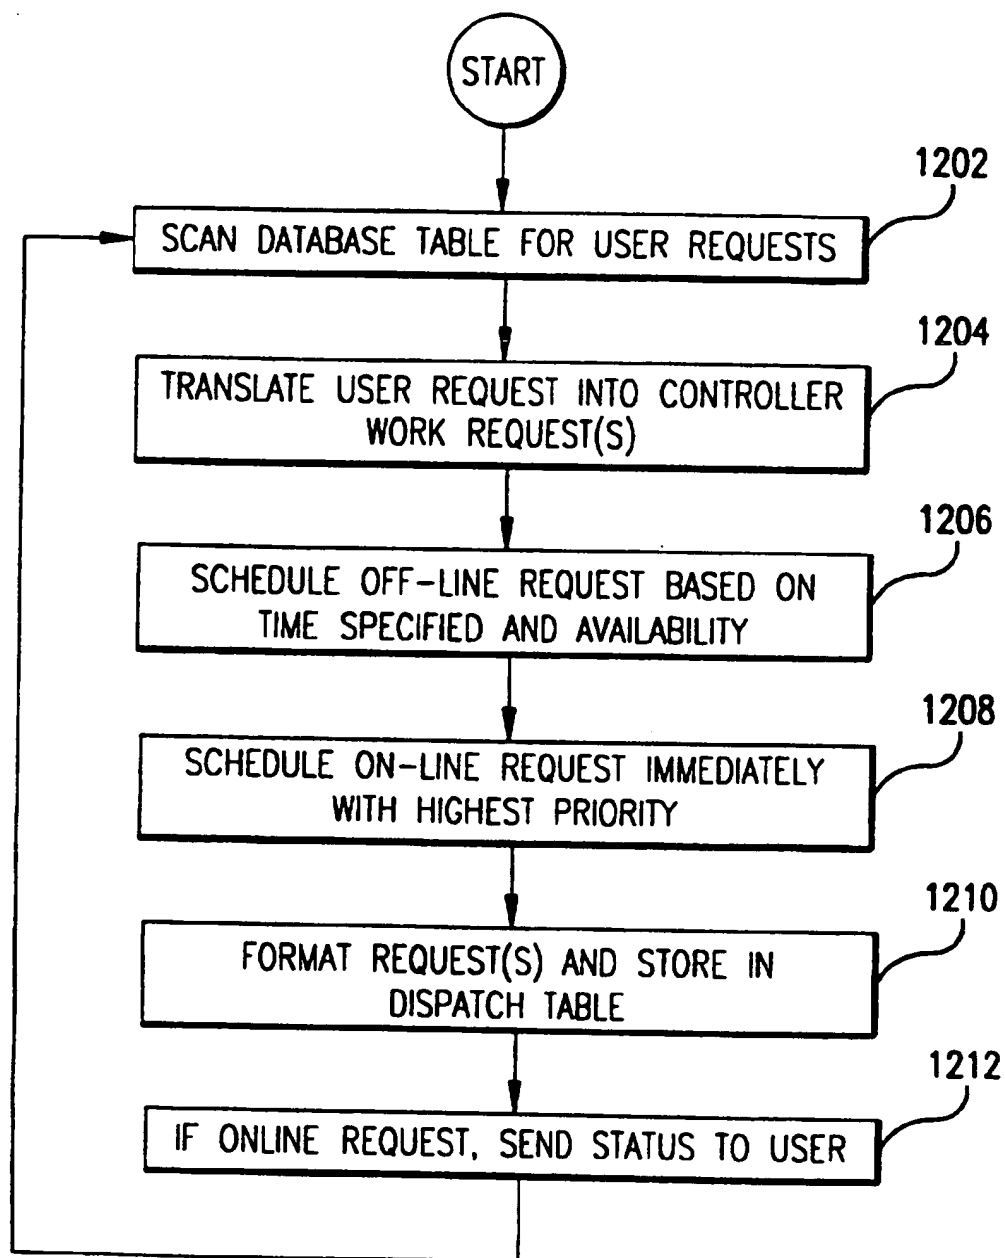 START
1202
SCAN DATABASE TABLE FOR USER REQUESTS
1204
TRANSLATE USER REQUEST INTO CONTROLLER
WORK REQUEST(S)
1206
SCHEDULE OFF-LINE REQUEST BASED ON
TIME SPECIFIED AND AVAILABILITY
1208
SCHEDULE ON-LINE REQUEST IMMEDIATELY
WITH HIGHEST PRIORITY
1210
FORMAT REQUEST(S) AND STORE IN
DISPATCH TABLE
1212
IF ONLINE REQUEST, SEND STATUS TO USER